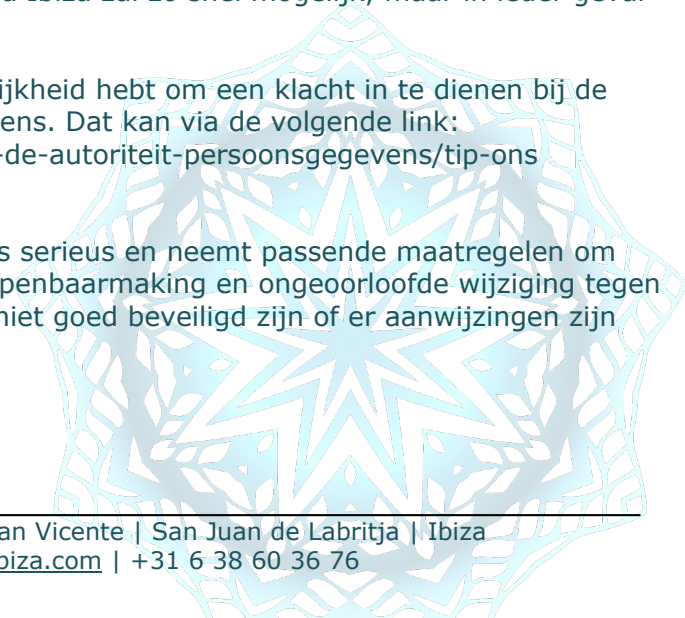 ijkheid hebt om een klacht in te dienen bij de
ens. Dat kan via de volgende link:
-de-autoriteit-persoonsgegevens/tip-ons
s serieus en neemt passende maatregelen om
penbaarmaking en ongeoorloofde wijziging tegen
niet goed beveiligd zijn of er aanwijzingen zijn
an Vicente | San Juan de Labritja | Ibiza
biza.com | +31 6 38 60 36 76